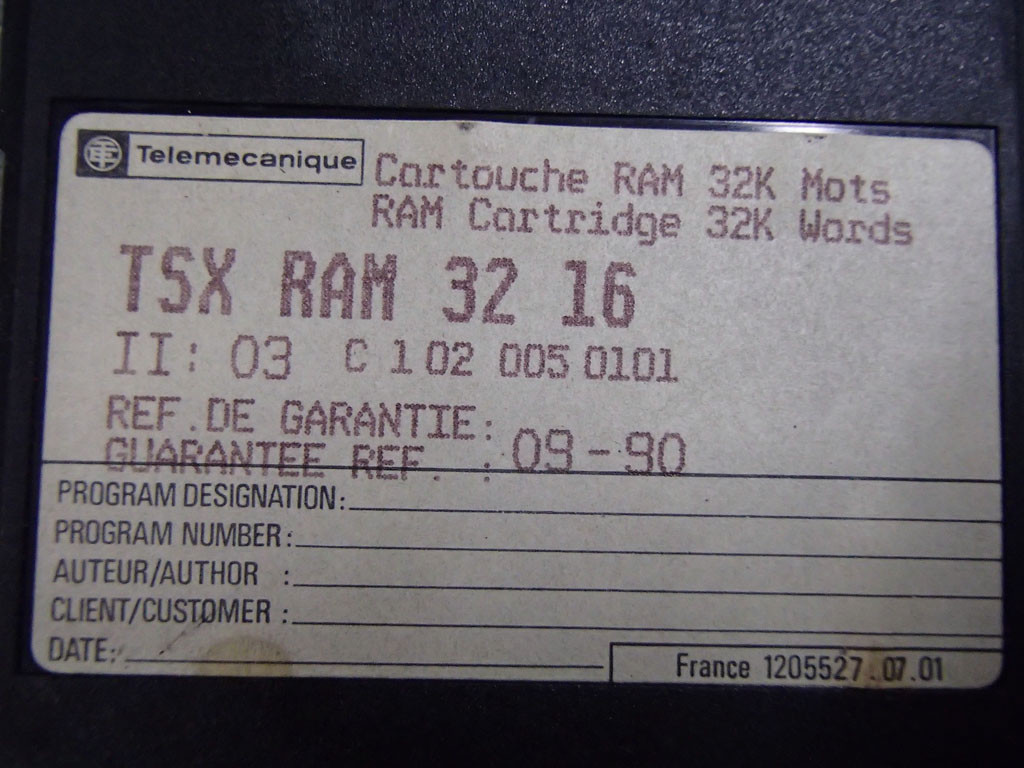 TE Telemecanique
Cartouche RAM 32K Mots
RAM Cartridge 32K Words
TSX RAM 32 16
II: 03 C 1 02 005 0101
REF.DE GARANTIE:
GUARANTEE REF. : 09-90
PROGRAM DESIGNATION:
PROGRAM NUMBER:
AUTEUR/AUTHOR :
CLIENT/CUSTOMER :
DATE:
France 1205527.07.01